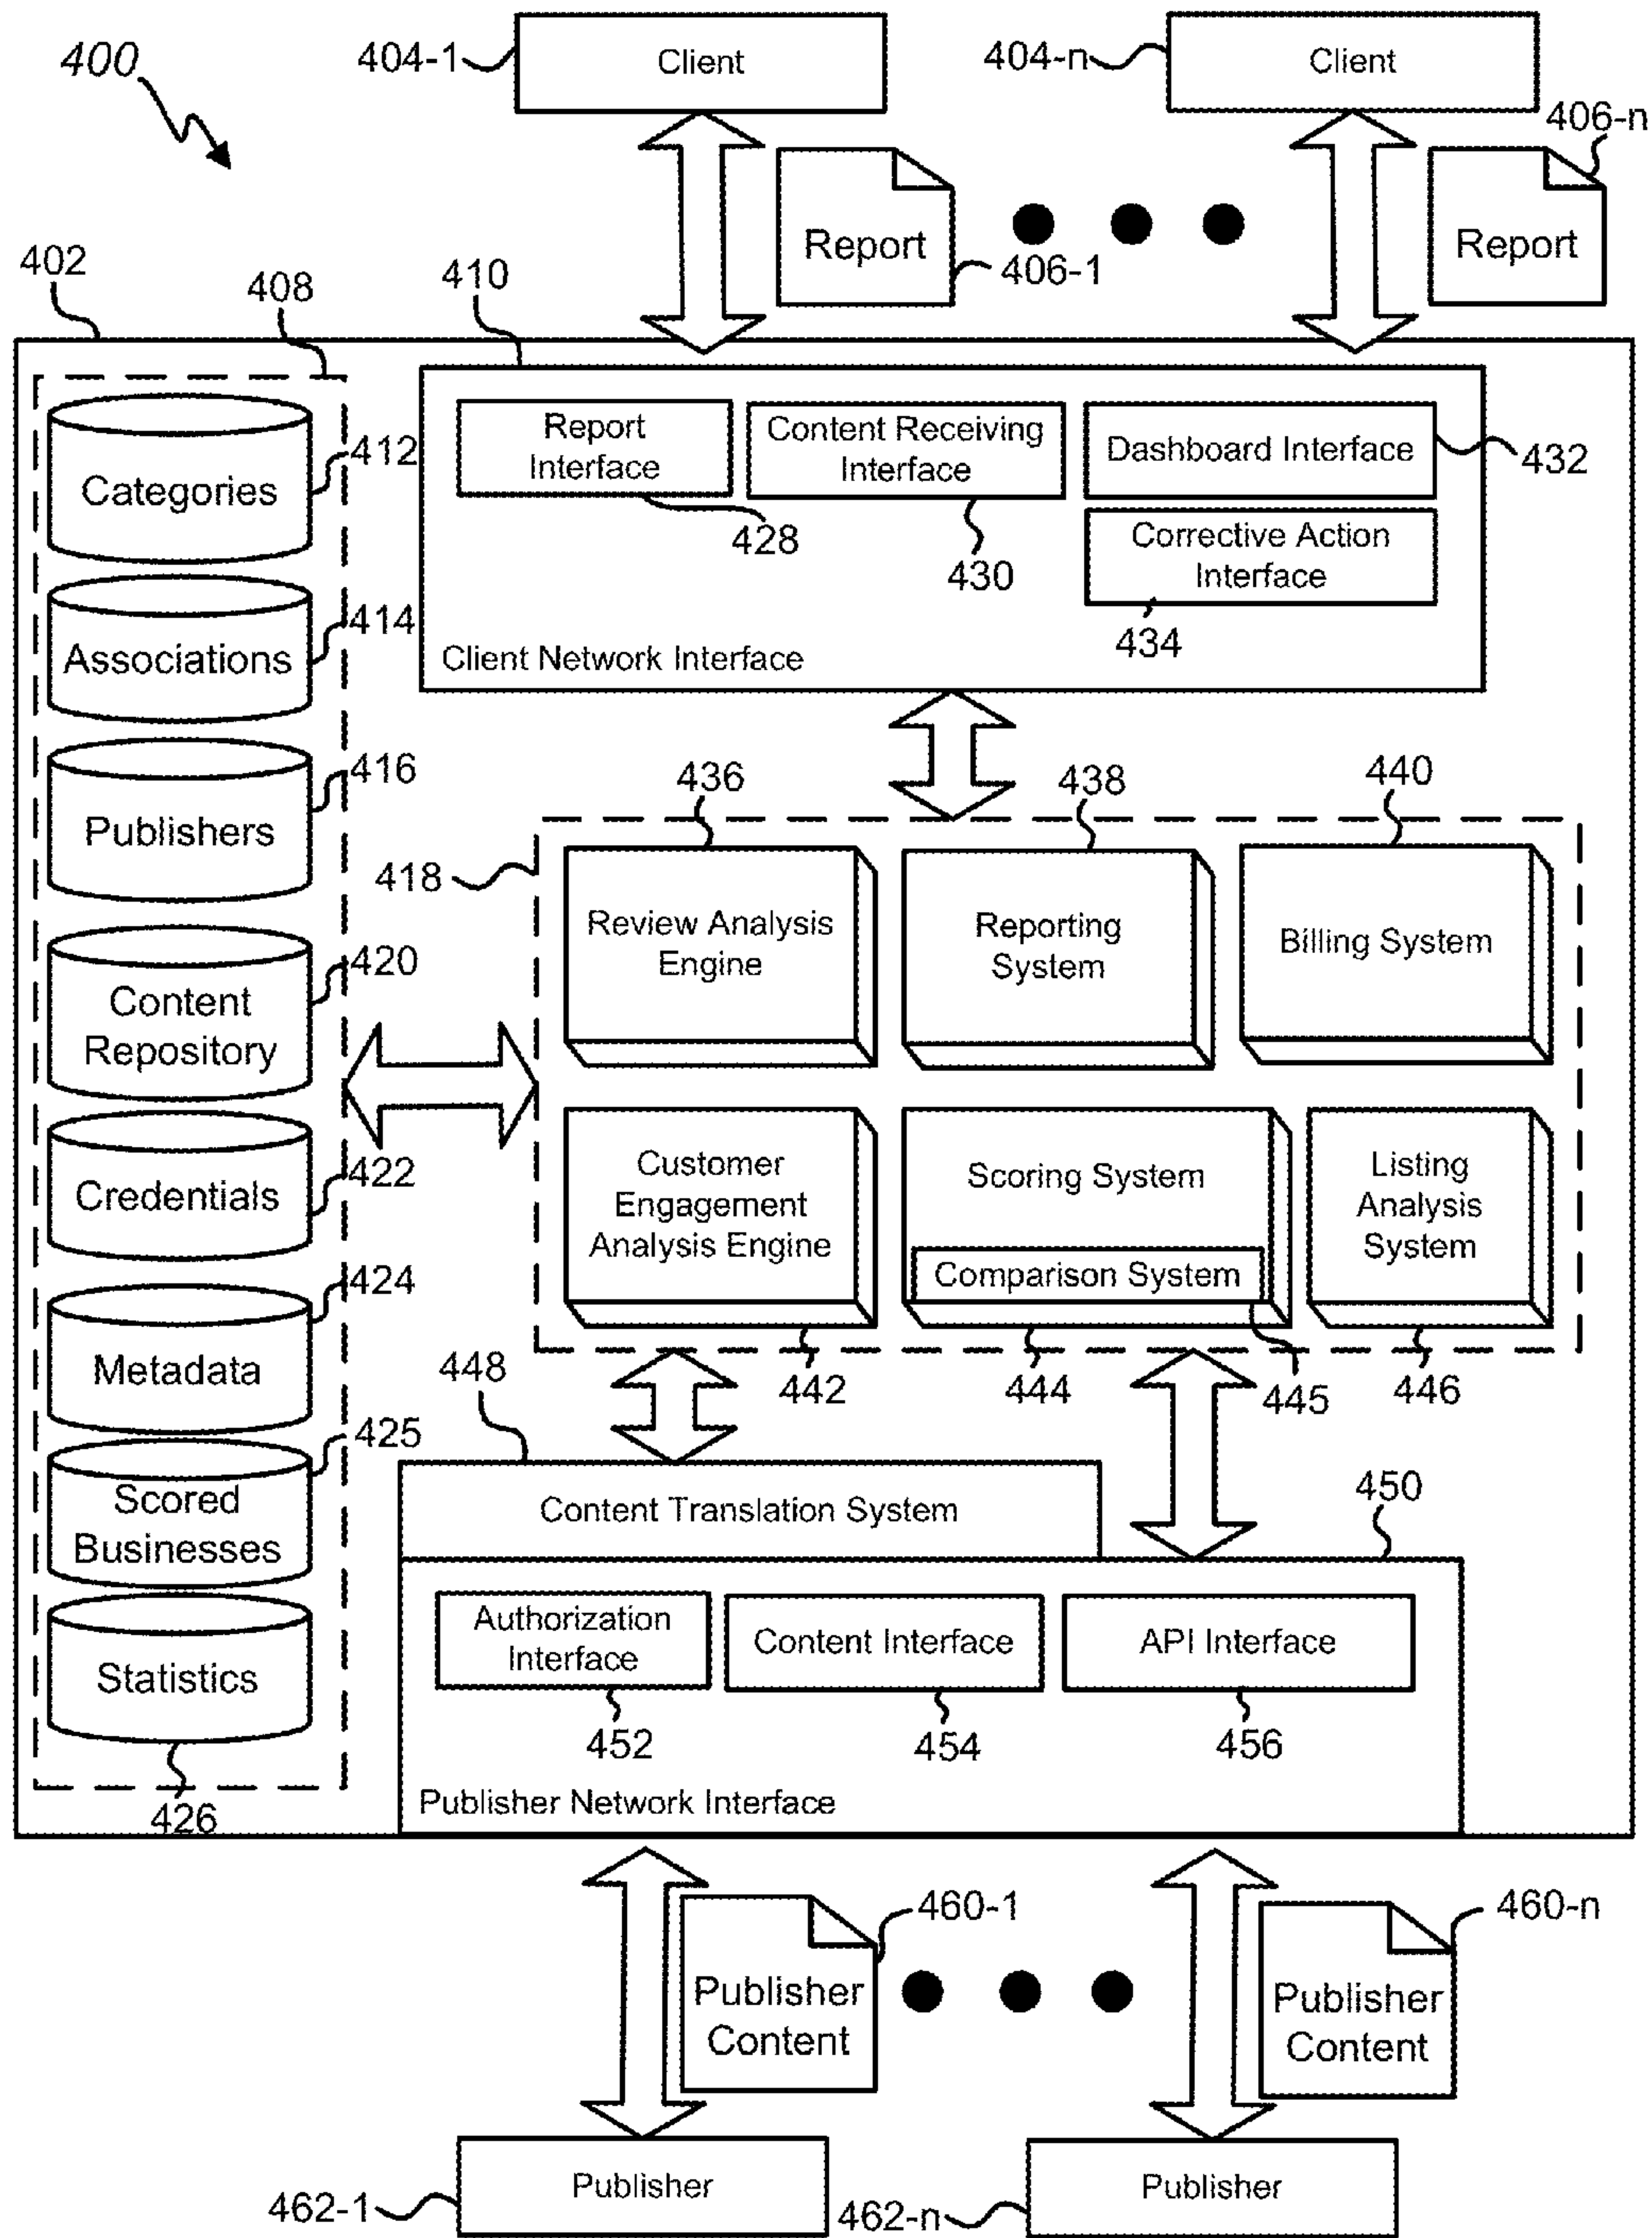 400
404-1
Client
404-n
Client
406-n
Report
406-1
Report
402
408
410
Categories
412
Associations
414
Publishers
416
Content
Repository
420
Credentials
422
Metadata
424
Scored
Businesses
425
Statistics
426
Report
Interface
428
Content Receiving
Interface
430
Dashboard Interface
432
Corrective Action
Interface
434
Client Network Interface
418
436
Review Analysis
Engine
438
Reporting
System
440
Billing System
Customer
Engagement
Analysis Engine
442
Scoring System
Comparison System
444
445
Listing
Analysis
System
446
448
Content Translation System
450
Authorization
Interface
452
Content Interface
454
API Interface
456
Publisher Network Interface
Publisher
Content
460-1
Publisher
Content
460-n
Publisher
462-1
Publisher
462-n